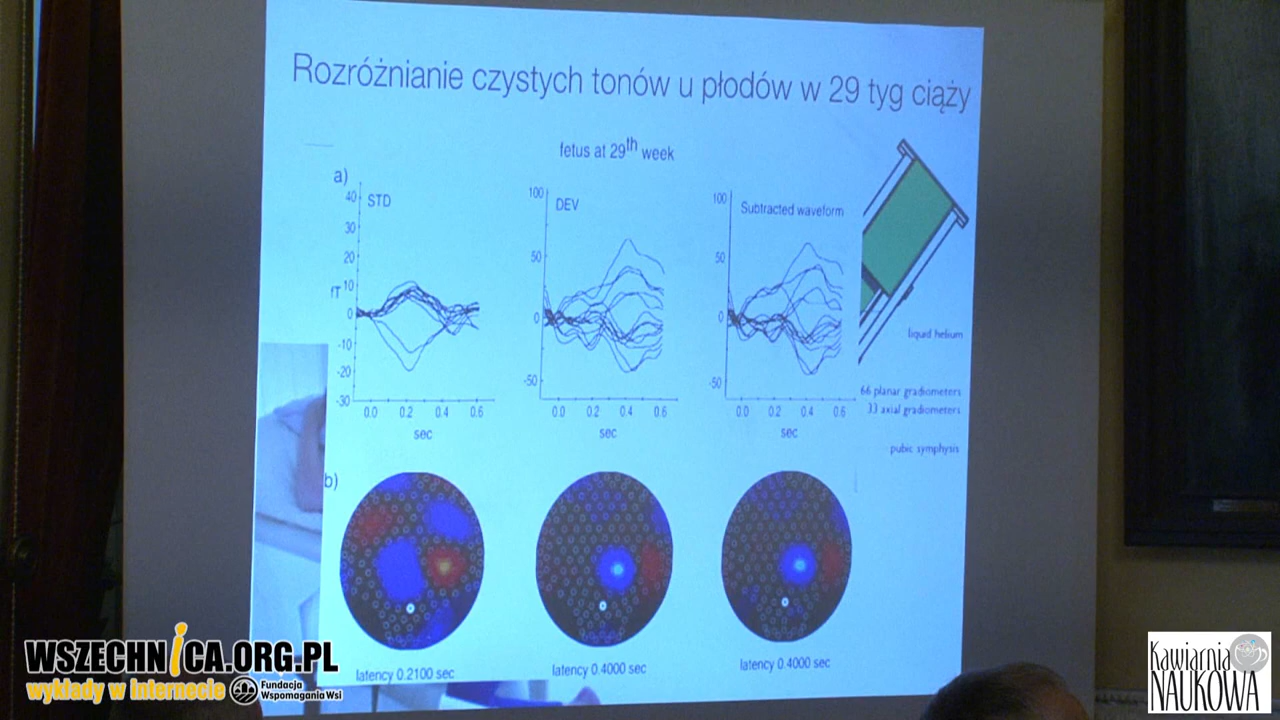 Rozróżnianie czystych tonów u płodów w 29 tyg ciąży
fetus at 29th week
a)
STD
40
30
20
10
fT
0
-10
-20
-30
0.0 0.2 0.4 0.6
sec
DEV
100
50
0
-50
0.0 0.2 0.4 0.6
sec
Subtracted waveform
100
50
0
-50
0.0 0.2 0.4 0.6
sec
liquid helium
66 planar gradiometers
33 axial gradiometers
pubic symphysis
b)
latency 0.2100 sec
latency 0.4000 sec
latency 0.4000 sec
WSZECHNiCA.ORG.PL
wykłady w internecie
Fundacja
Wspomagania Wsi
Kawiarnia
NAUKOWA